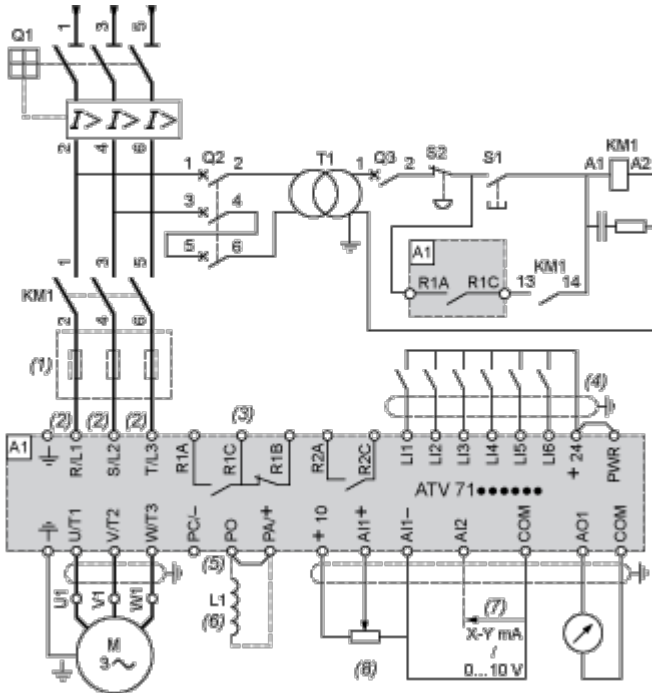 Q1 1 3 5
I> I> I>
2 4 6
1 Q2 2 T1 1 Q3 2 S2 S1 KM1
A1 A2
3 4
5 6
A1
R1A R1C 13 KM1 14
1 3 5
KM1
2 4 6
(1)
(2) (2) (2) (3) (4)
A1
R/L1 S/L2 T/L3 R1A R1C R1B R2A R2C LI1 LI2 LI3 LI4 LI5 LI6 + 24 PWR
ATV 71●●●●●●●
U/T1 V/T2 W/T3 PC/- PO PA/+ + 10 AI1+ AI1- AI2 COM AO1 COM
(5)
U1 V1 W1
L1
(6)
(7)
X-Y mA
/
0...10 V
M
3~
(8)